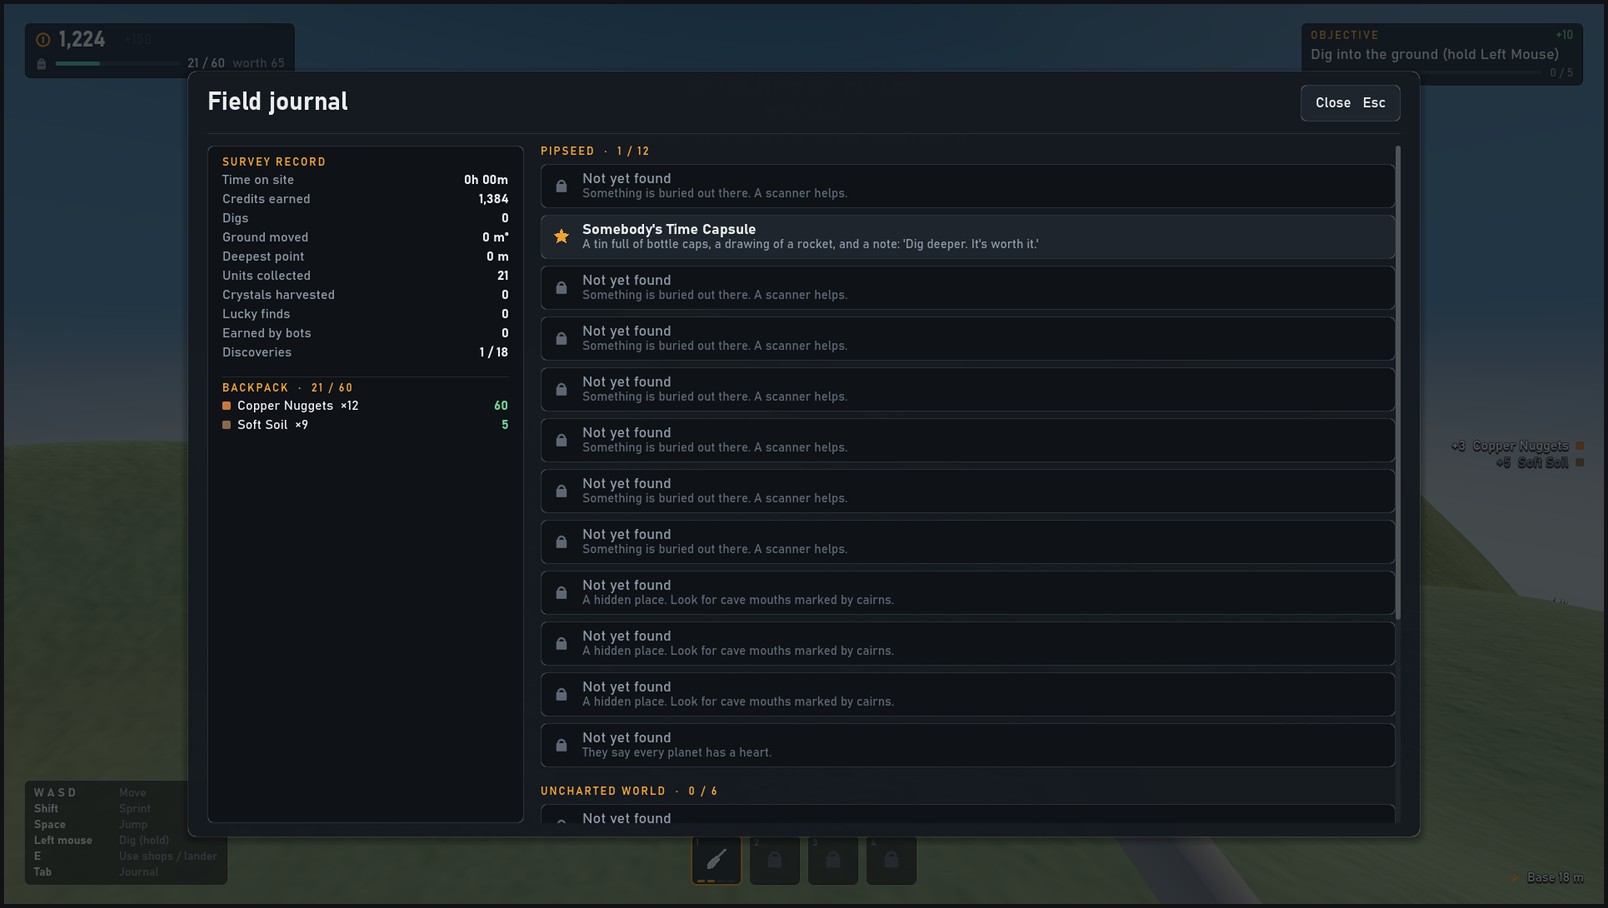 1,224 +150
21 / 60 worth 65
OBJECTIVE +10
Dig into the ground (hold Left Mouse)
0 / 5
Field journal
Close Esc
SURVEY RECORD
Time on site 0h 00m
Credits earned 1,384
Digs 0
Ground moved 0 m³
Deepest point 0 m
Units collected 21
Crystals harvested 0
Lucky finds 0
Earned by bots 0
Discoveries 1 / 18
BACKPACK · 21 / 60
Copper Nuggets ×12 60
Soft Soil ×9 5
PIPSEED · 1 / 12
Not yet found
Something is buried out there. A scanner helps.
Somebody's Time Capsule
A tin full of bottle caps, a drawing of a rocket, and a note: 'Dig deeper. It's worth it.'
Not yet found
Something is buried out there. A scanner helps.
Not yet found
Something is buried out there. A scanner helps.
Not yet found
Something is buried out there. A scanner helps.
Not yet found
Something is buried out there. A scanner helps.
Not yet found
Something is buried out there. A scanner helps.
Not yet found
Something is buried out there. A scanner helps.
Not yet found
A hidden place. Look for cave mouths marked by cairns.
Not yet found
A hidden place. Look for cave mouths marked by cairns.
Not yet found
A hidden place. Look for cave mouths marked by cairns.
Not yet found
They say every planet has a heart.
UNCHARTED WORLD · 0 / 6
Not yet found
+3 Copper Nuggets
+5 Soft Soil
W A S D Move
Shift Sprint
Space Jump
Left mouse Dig (hold)
E Use shops / lander
Tab Journal
1
2
3
4
Base 18 m